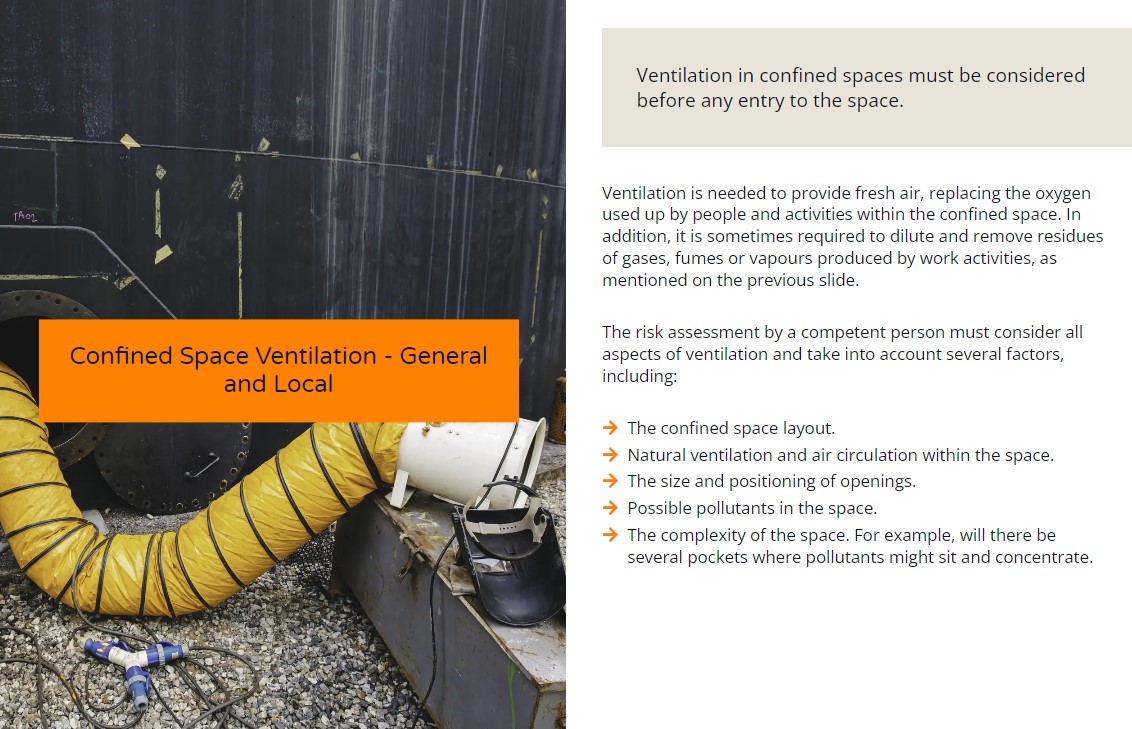 TA02
Confined Space Ventilation - General
and Local
Ventilation in confined spaces must be considered
before any entry to the space.
Ventilation is needed to provide fresh air, replacing the oxygen
used up by people and activities within the confined space. In
addition, it is sometimes required to dilute and remove residues
of gases, fumes or vapours produced by work activities, as
mentioned on the previous slide.
The risk assessment by a competent person must consider all
aspects of ventilation and take into account several factors,
including:
The confined space layout.
Natural ventilation and air circulation within the space.
The size and positioning of openings.
Possible pollutants in the space.
The complexity of the space. For example, will there be
several pockets where pollutants might sit and concentrate.